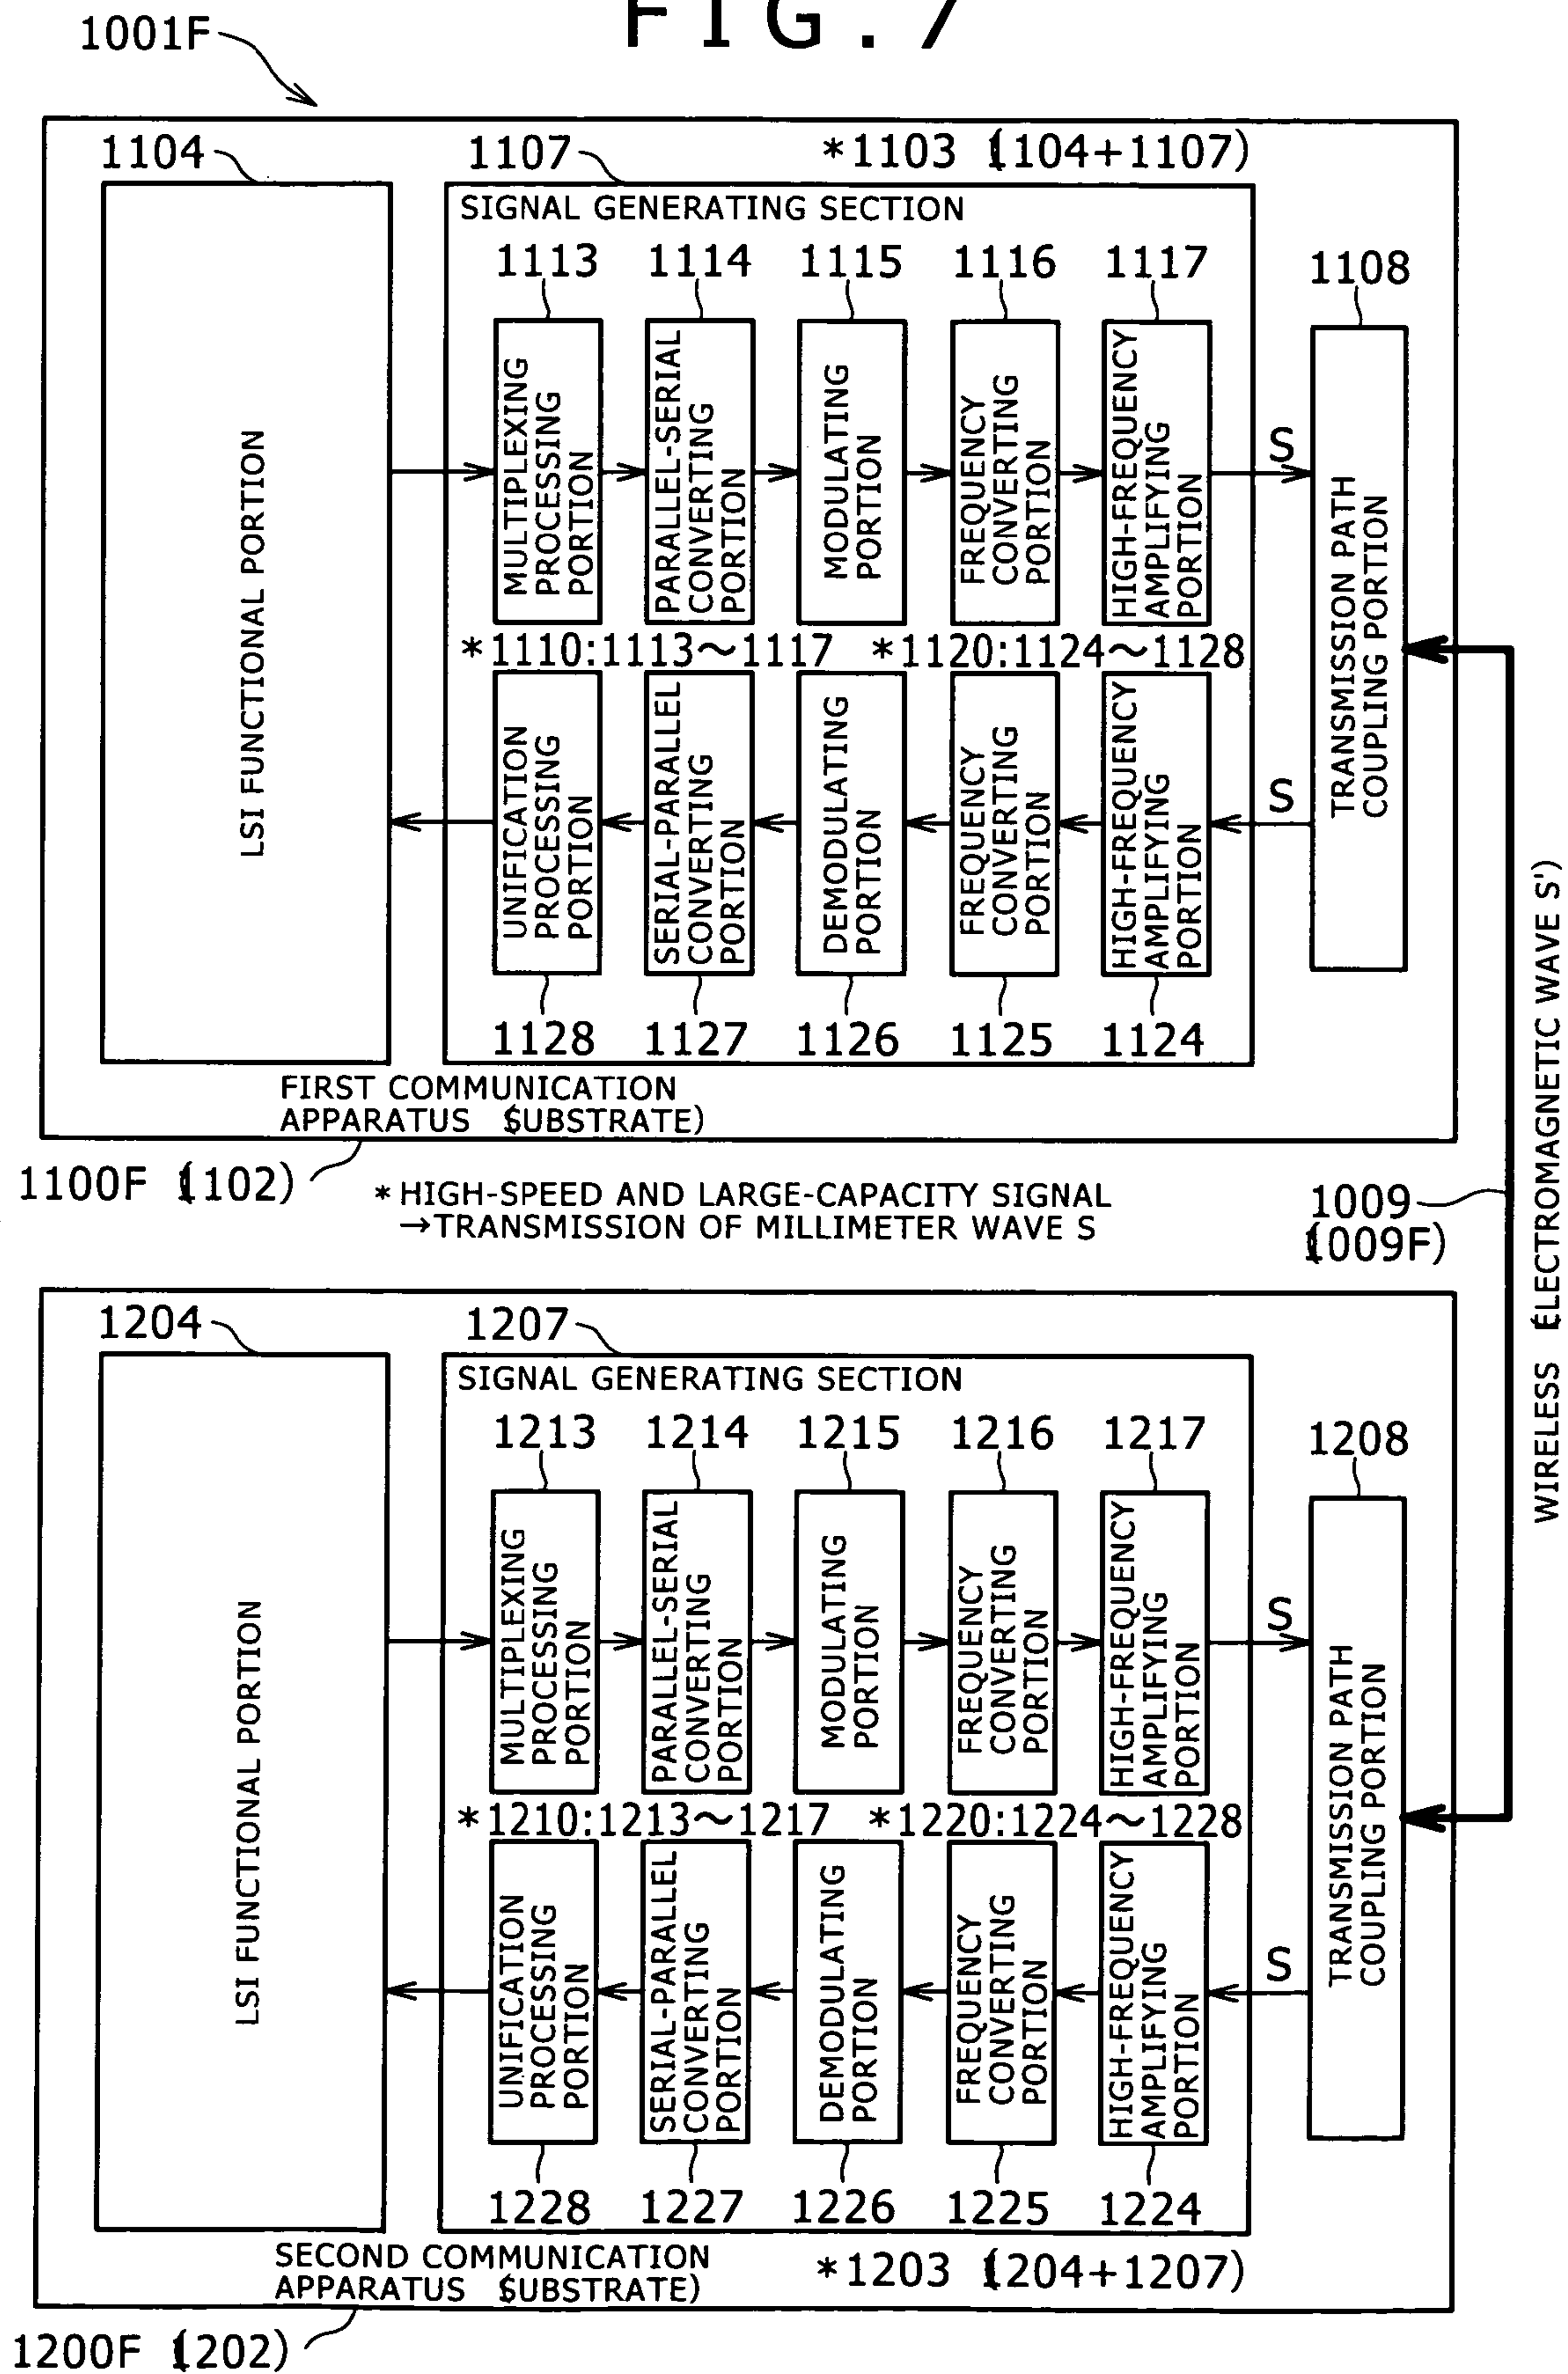 FIG. 7
1001F
1104
1107
*1103 (1104+1107)
SIGNAL GENERATING SECTION
1113
1114
1115
1116
1117
1108
LSI FUNCTIONAL PORTION
MULTIPLEXING
PROCESSING
PORTION
PARALLEL-SERIAL
CONVERTING
PORTION
MODULATING
PORTION
FREQUENCY
CONVERTING
PORTION
HIGH-FREQUENCY
AMPLIFYING
PORTION
S
TRANSMISSION PATH
COUPLING PORTION
*1110:1113~1117
*1120:1124~1128
UNIFICATION
PROCESSING
PORTION
SERIAL-PARALLEL
CONVERTING
PORTION
DEMODULATING
PORTION
FREQUENCY
CONVERTING
PORTION
HIGH-FREQUENCY
AMPLIFYING
PORTION
S
1128
1127
1126
1125
1124
FIRST COMMUNICATION
APPARATUS (SUBSTRATE)
1100F (1102)
*HIGH-SPEED AND LARGE-CAPACITY SIGNAL
→TRANSMISSION OF MILLIMETER WAVE S
1009
(1009F)
WIRELESS (ELECTROMAGNETIC WAVE S')
1204
1207
SIGNAL GENERATING SECTION
1213
1214
1215
1216
1217
1208
LSI FUNCTIONAL PORTION
MULTIPLEXING
PROCESSING
PORTION
PARALLEL-SERIAL
CONVERTING
PORTION
MODULATING
PORTION
FREQUENCY
CONVERTING
PORTION
HIGH-FREQUENCY
AMPLIFYING
PORTION
S
TRANSMISSION PATH
COUPLING PORTION
*1210:1213~1217
*1220:1224~1228
UNIFICATION
PROCESSING
PORTION
SERIAL-PARALLEL
CONVERTING
PORTION
DEMODULATING
PORTION
FREQUENCY
CONVERTING
PORTION
HIGH-FREQUENCY
AMPLIFYING
PORTION
S
1228
1227
1226
1225
1224
SECOND COMMUNICATION
APPARATUS (SUBSTRATE)
*1203 (1204+1207)
1200F (1202)